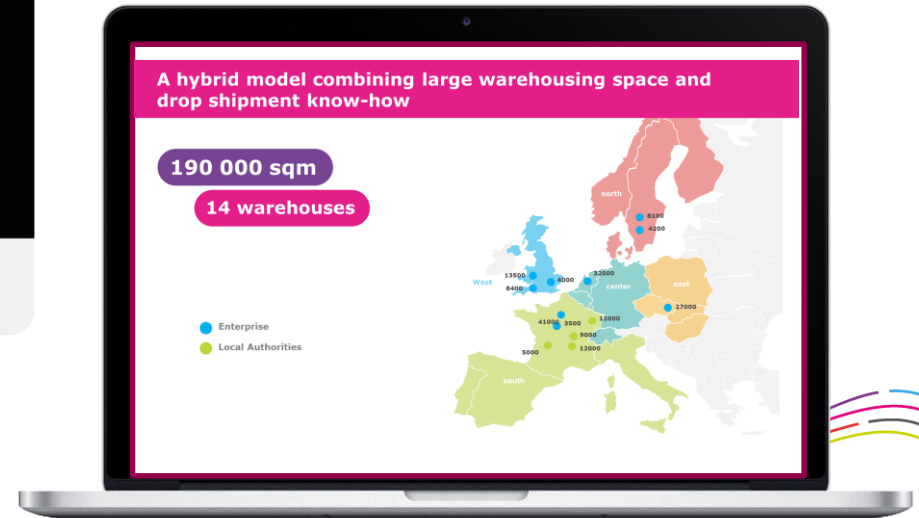 A hybrid model combining large warehousing space and
drop shipment know-how
190 000 sqm
14 warehouses
north
8100
4200
13500
4000
32000
West
8400
center
east
27000
41000
3500
12000
9000
5000
12000
south
Enterprise
Local Authorities